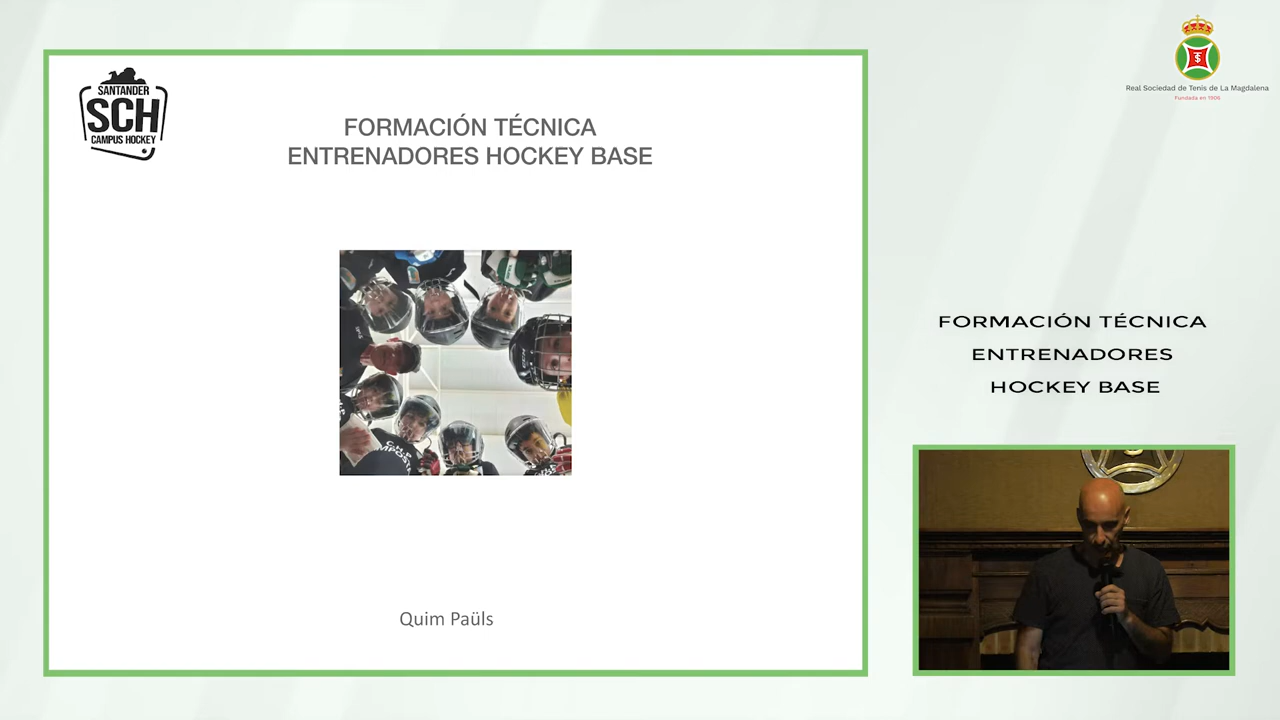 SANTANDER
SCH
CAMPUS HOCKEY
FORMACIÓN TÉCNICA
ENTRENADORES HOCKEY BASE
Quim Paüls
Real Sociedad de Tenis de La Magdalena
Fundada en 1906
FORMACIÓN TÉCNICA
ENTRENADORES
HOCKEY BASE